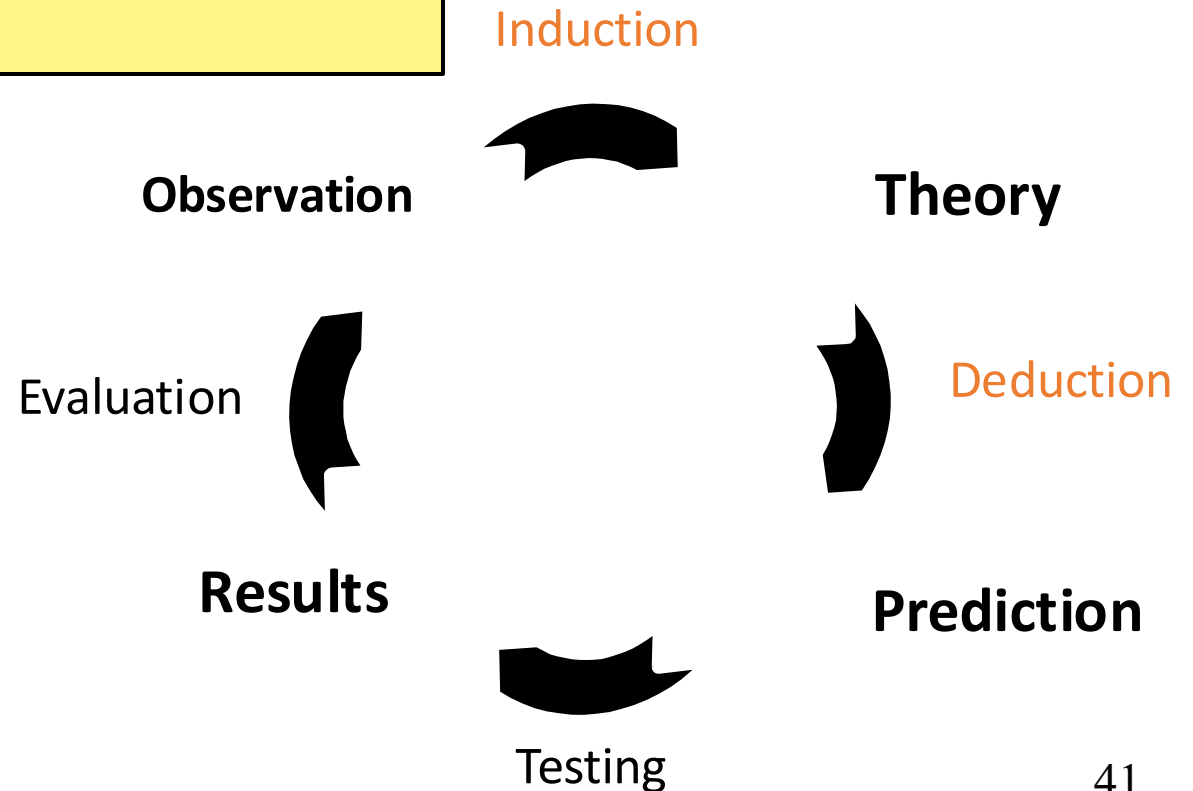 Induction
Observation
Theory
Evaluation
Deduction
Results
Prediction
Testing
41